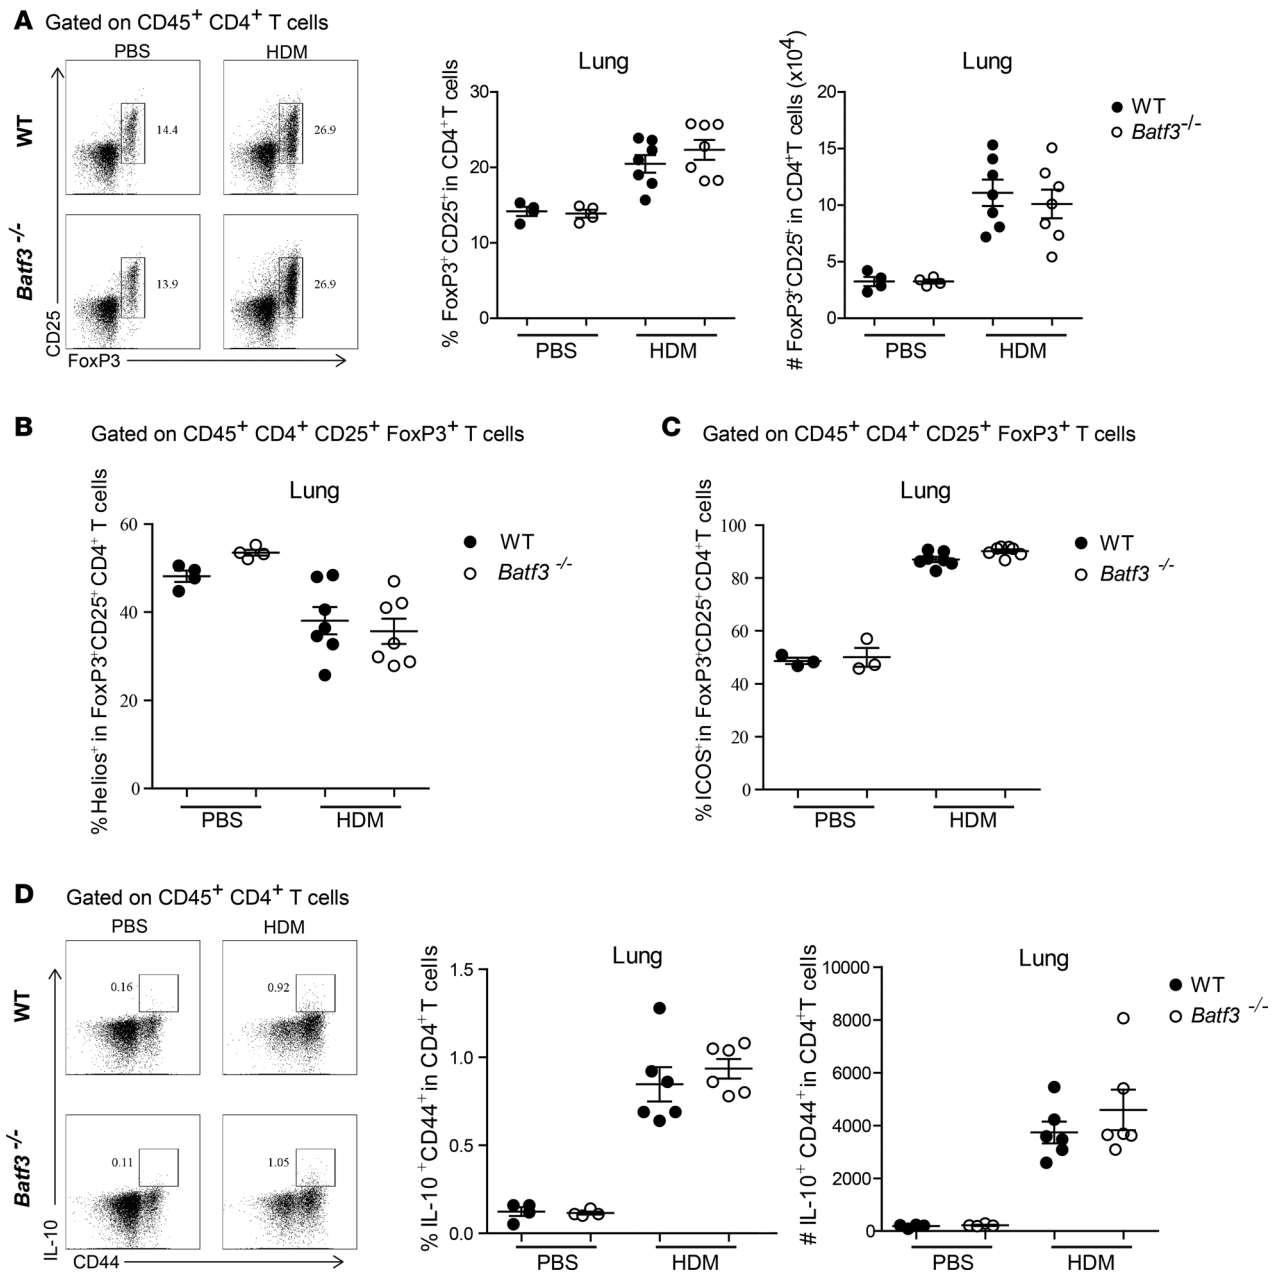 A Gated on CD45+ CD4+ T cells
PBS HDM
WT
14.4 26.9
Batf3 -/-
13.9 26.9
CD25
FoxP3
Lung
% FoxP3+ CD25+ in CD4+ T cells
30
20
10
0
PBS HDM
Lung
# FoxP3+CD25+ in CD4+T cells (x10⁴)
20
15
10
5
0
PBS HDM
WT
Batf3-/-
B Gated on CD45+ CD4+ CD25+ FoxP3+ T cells
Lung
% Helios+ in FoxP3+CD25+ CD4+ T cells
60
40
20
0
PBS HDM
WT
Batf3 -/-
C Gated on CD45+ CD4+ CD25+ FoxP3+ T cells
Lung
% ICOS+ in FoxP3+CD25+CD4+T cells
100
80
60
40
20
0
PBS HDM
WT
Batf3 -/-
D Gated on CD45+ CD4+ T cells
PBS HDM
WT
0.16 0.92
Batf3 -/-
0.11 1.05
IL-10
CD44
Lung
% IL-10 +CD44+ in CD4+ T cells
1.5
1.0
0.5
0.0
PBS HDM
Lung
# IL-10+ CD44+ in CD4+T cells
10000
8000
6000
4000
2000
0
PBS HDM
WT
Batf3 -/-